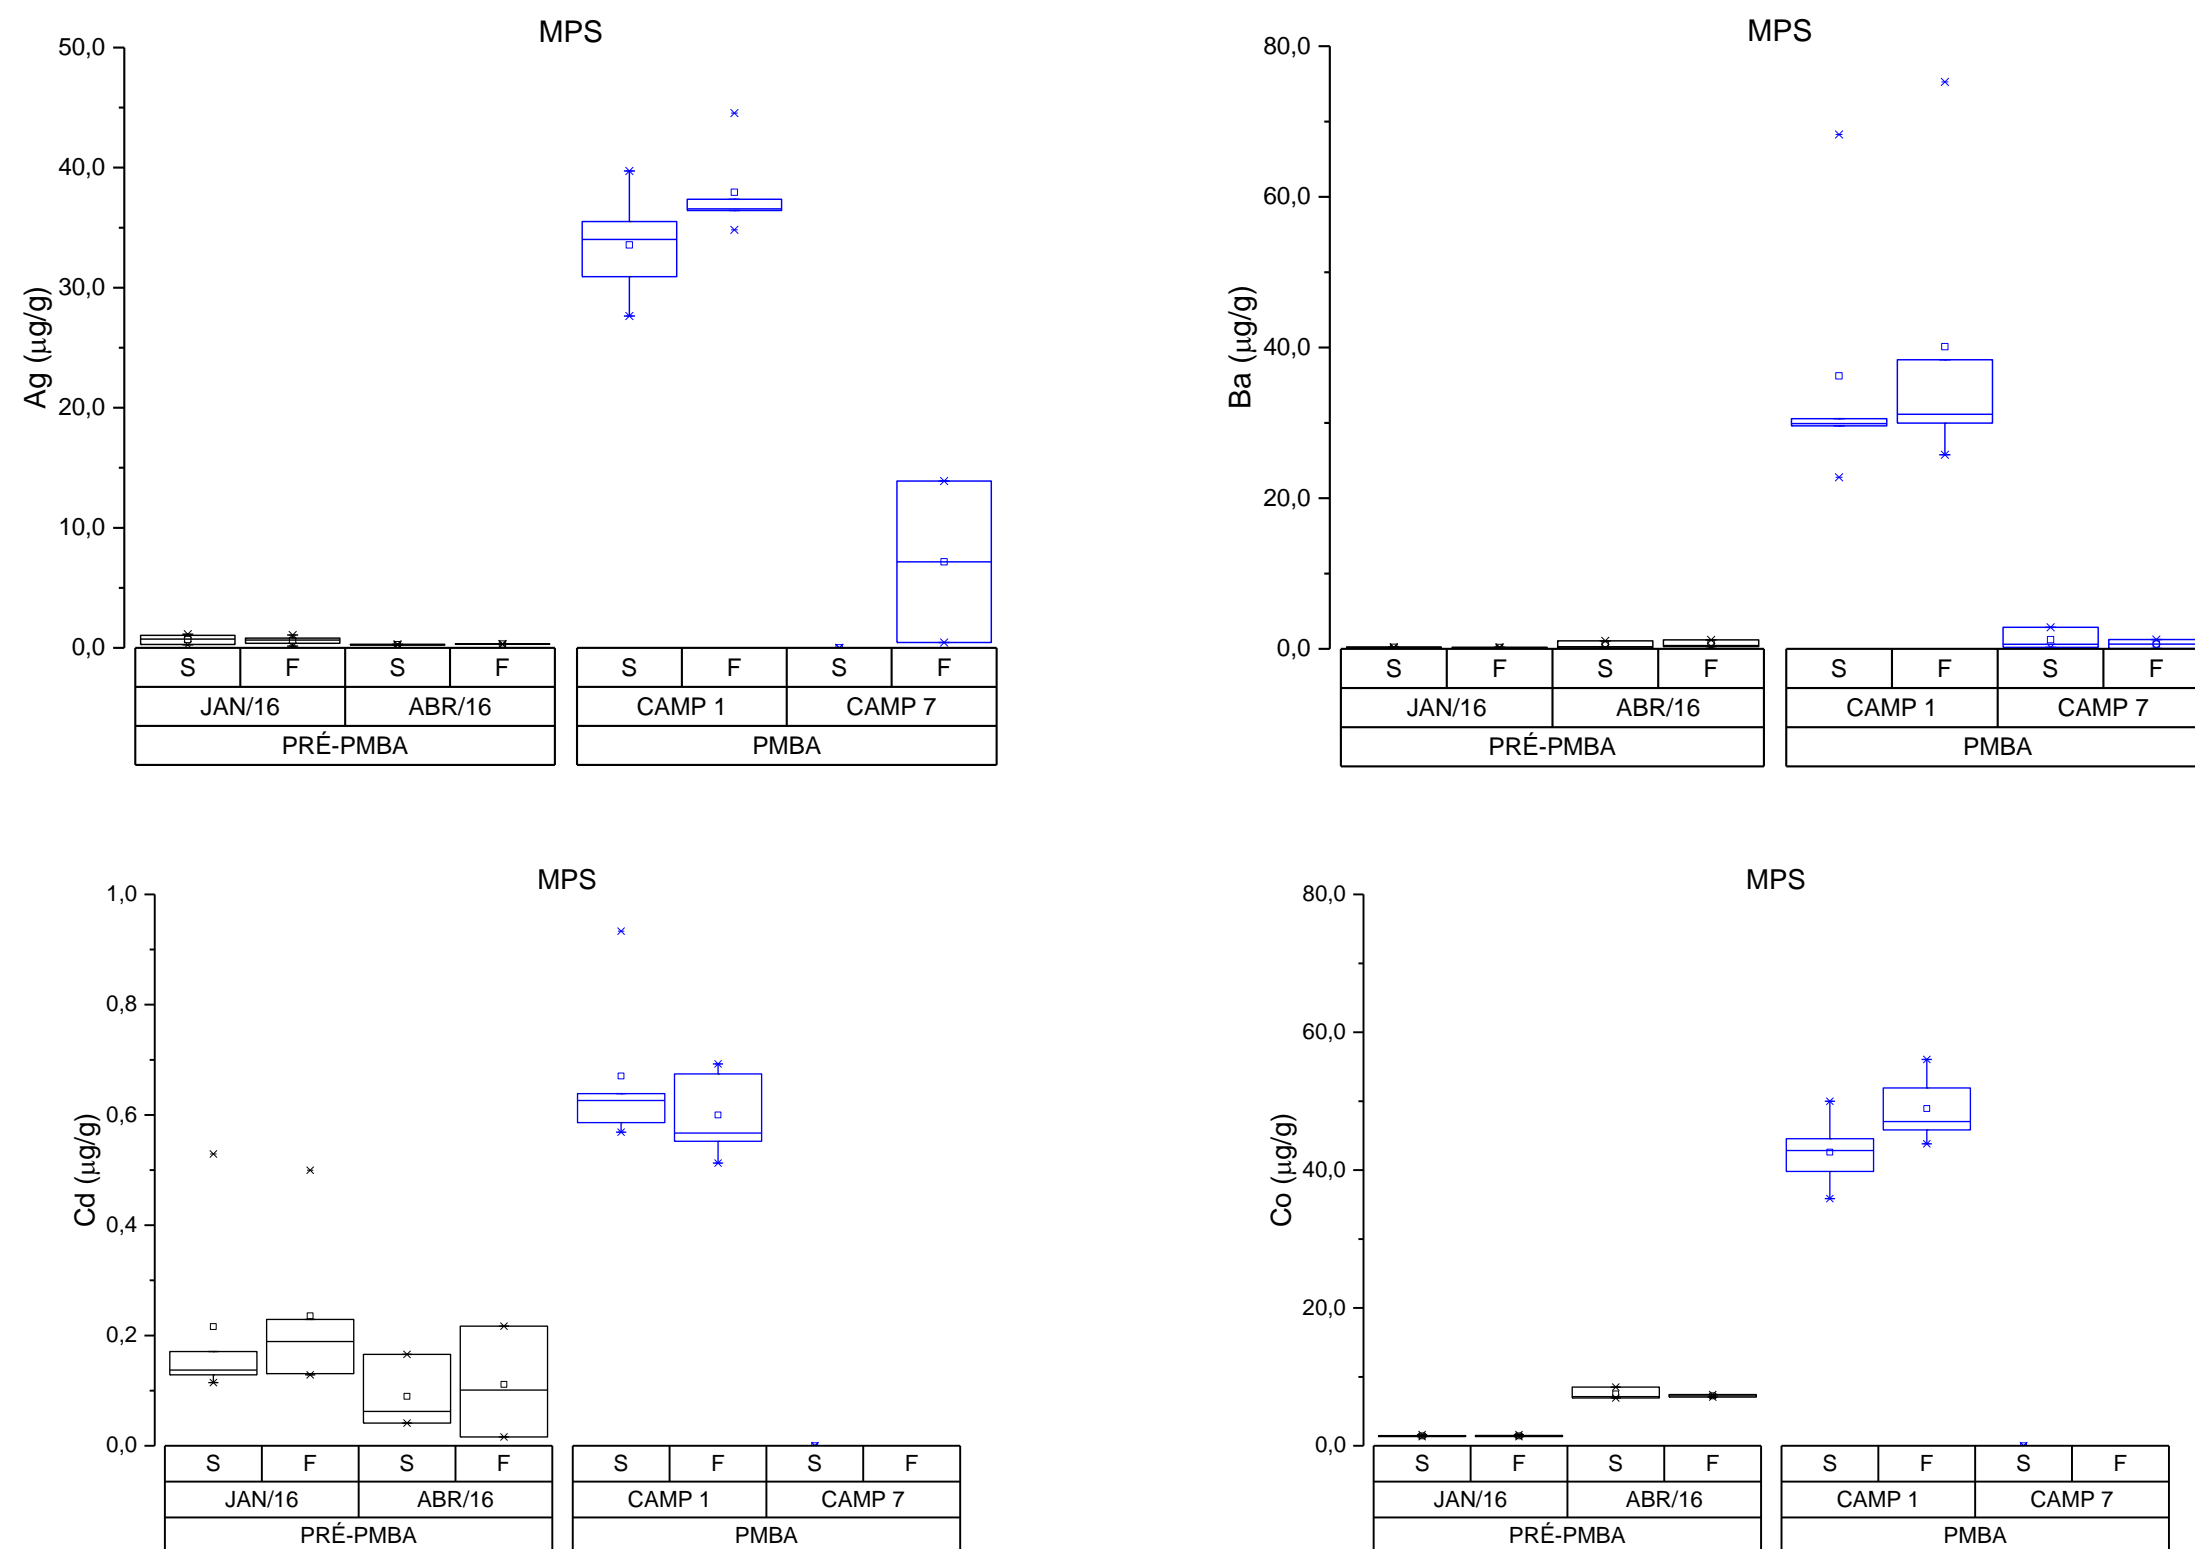 MPS
50,0
40,0
30,0
20,0
10,0
0,0
Ag (µg/g)
S F S F S F S F
JAN/16 ABR/16 CAMP 1 CAMP 7
PRÉ-PMBA PMBA
MPS
80,0
60,0
40,0
20,0
0,0
Ba (µg/g)
S F S F S F S F
JAN/16 ABR/16 CAMP 1 CAMP 7
PRÉ-PMBA PMBA
MPS
1,0
0,8
0,6
0,4
0,2
0,0
Cd (µg/g)
S F S F S F S F
JAN/16 ABR/16 CAMP 1 CAMP 7
PRÉ-PMBA PMBA
MPS
80,0
60,0
40,0
20,0
0,0
Co (µg/g)
S F S F S F S F
JAN/16 ABR/16 CAMP 1 CAMP 7
PRÉ-PMBA PMBA